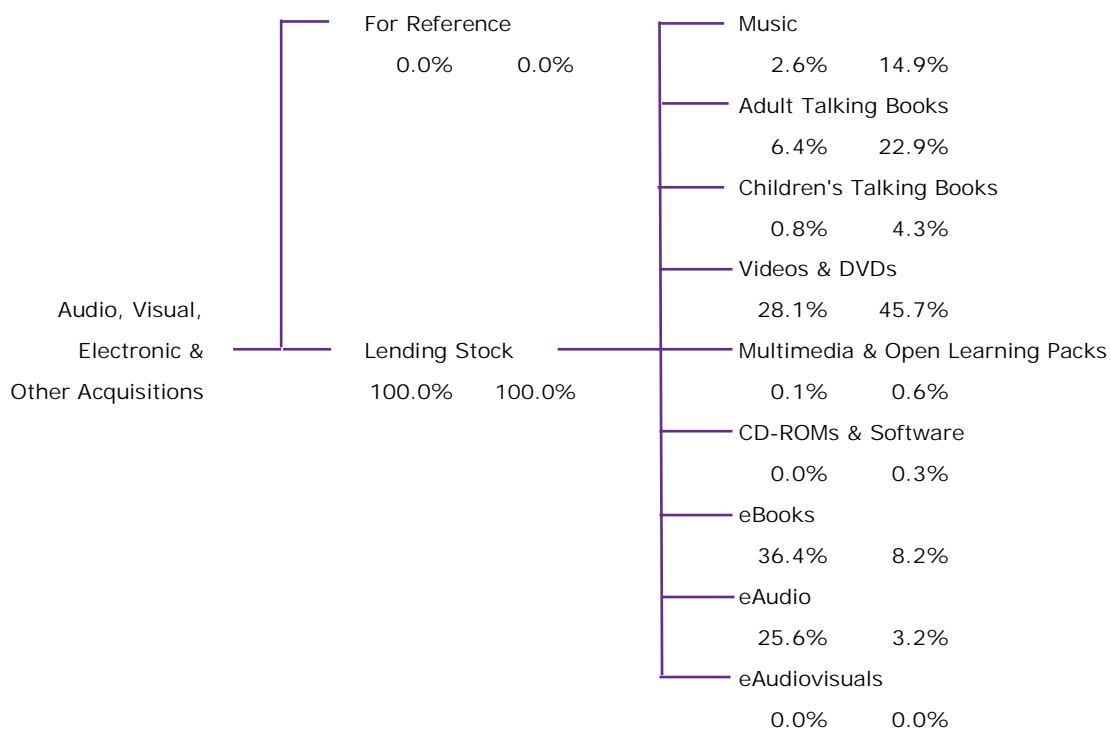 Audio, Visual,
Electronic &
Other Acquisitions
For Reference
0.0% 0.0%
Lending Stock
100.0% 100.0%
Music
2.6% 14.9%
Adult Talking Books
6.4% 22.9%
Children's Talking Books
0.8% 4.3%
Videos & DVDs
28.1% 45.7%
Multimedia & Open Learning Packs
0.1% 0.6%
CD-ROMs & Software
0.0% 0.3%
eBooks
36.4% 8.2%
eAudio
25.6% 3.2%
eAudiovisuals
0.0% 0.0%